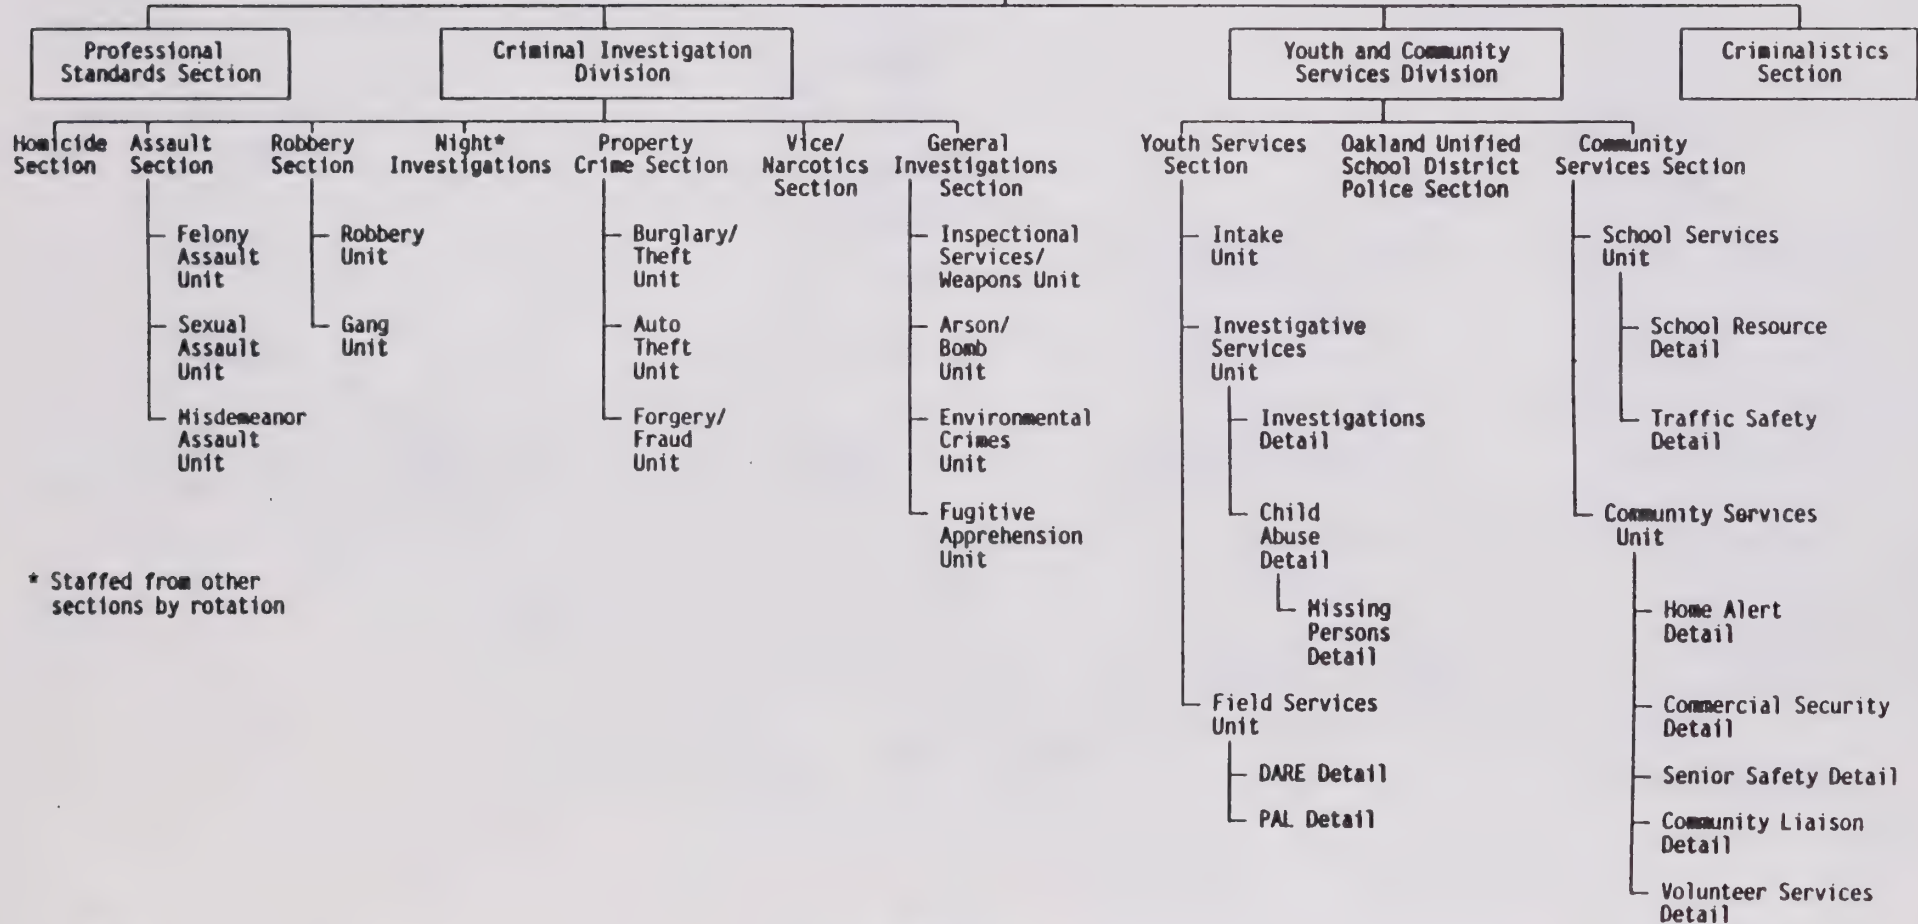 Professional
Standards Section
Criminal Investigation
Division
Youth and Community
Services Division
Criminalistics
Section
Homicide
Section
Assault
Section
Felony
Assault
Unit
Sexual
Assault
Unit
Misdemeanor
Assault
Unit
Robbery
Section
Robbery
Unit
Gang
Unit
Night*
Investigations
Property
Crime Section
Burglary/
Theft
Unit
Auto
Theft
Unit
Forgery/
Fraud
Unit
Vice/
Narcotics
Section
General
Investigations
Section
Inspectional
Services/
Weapons Unit
Arson/
Bomb
Unit
Environmental
Crimes
Unit
Fugitive
Apprehension
Unit
Youth Services
Section
Intake
Unit
Investigative
Services
Unit
Investigations
Detail
Child
Abuse
Detail
Missing
Persons
Detail
Field Services
Unit
DARE Detail
PAL Detail
Oakland Unified
School District
Police Section
Community
Services Section
School Services
Unit
School Resource
Detail
Traffic Safety
Detail
Community Services
Unit
Home Alert
Detail
Commercial Security
Detail
Senior Safety Detail
Community Liaison
Detail
Volunteer Services
Detail
* Staffed from other
sections by rotation